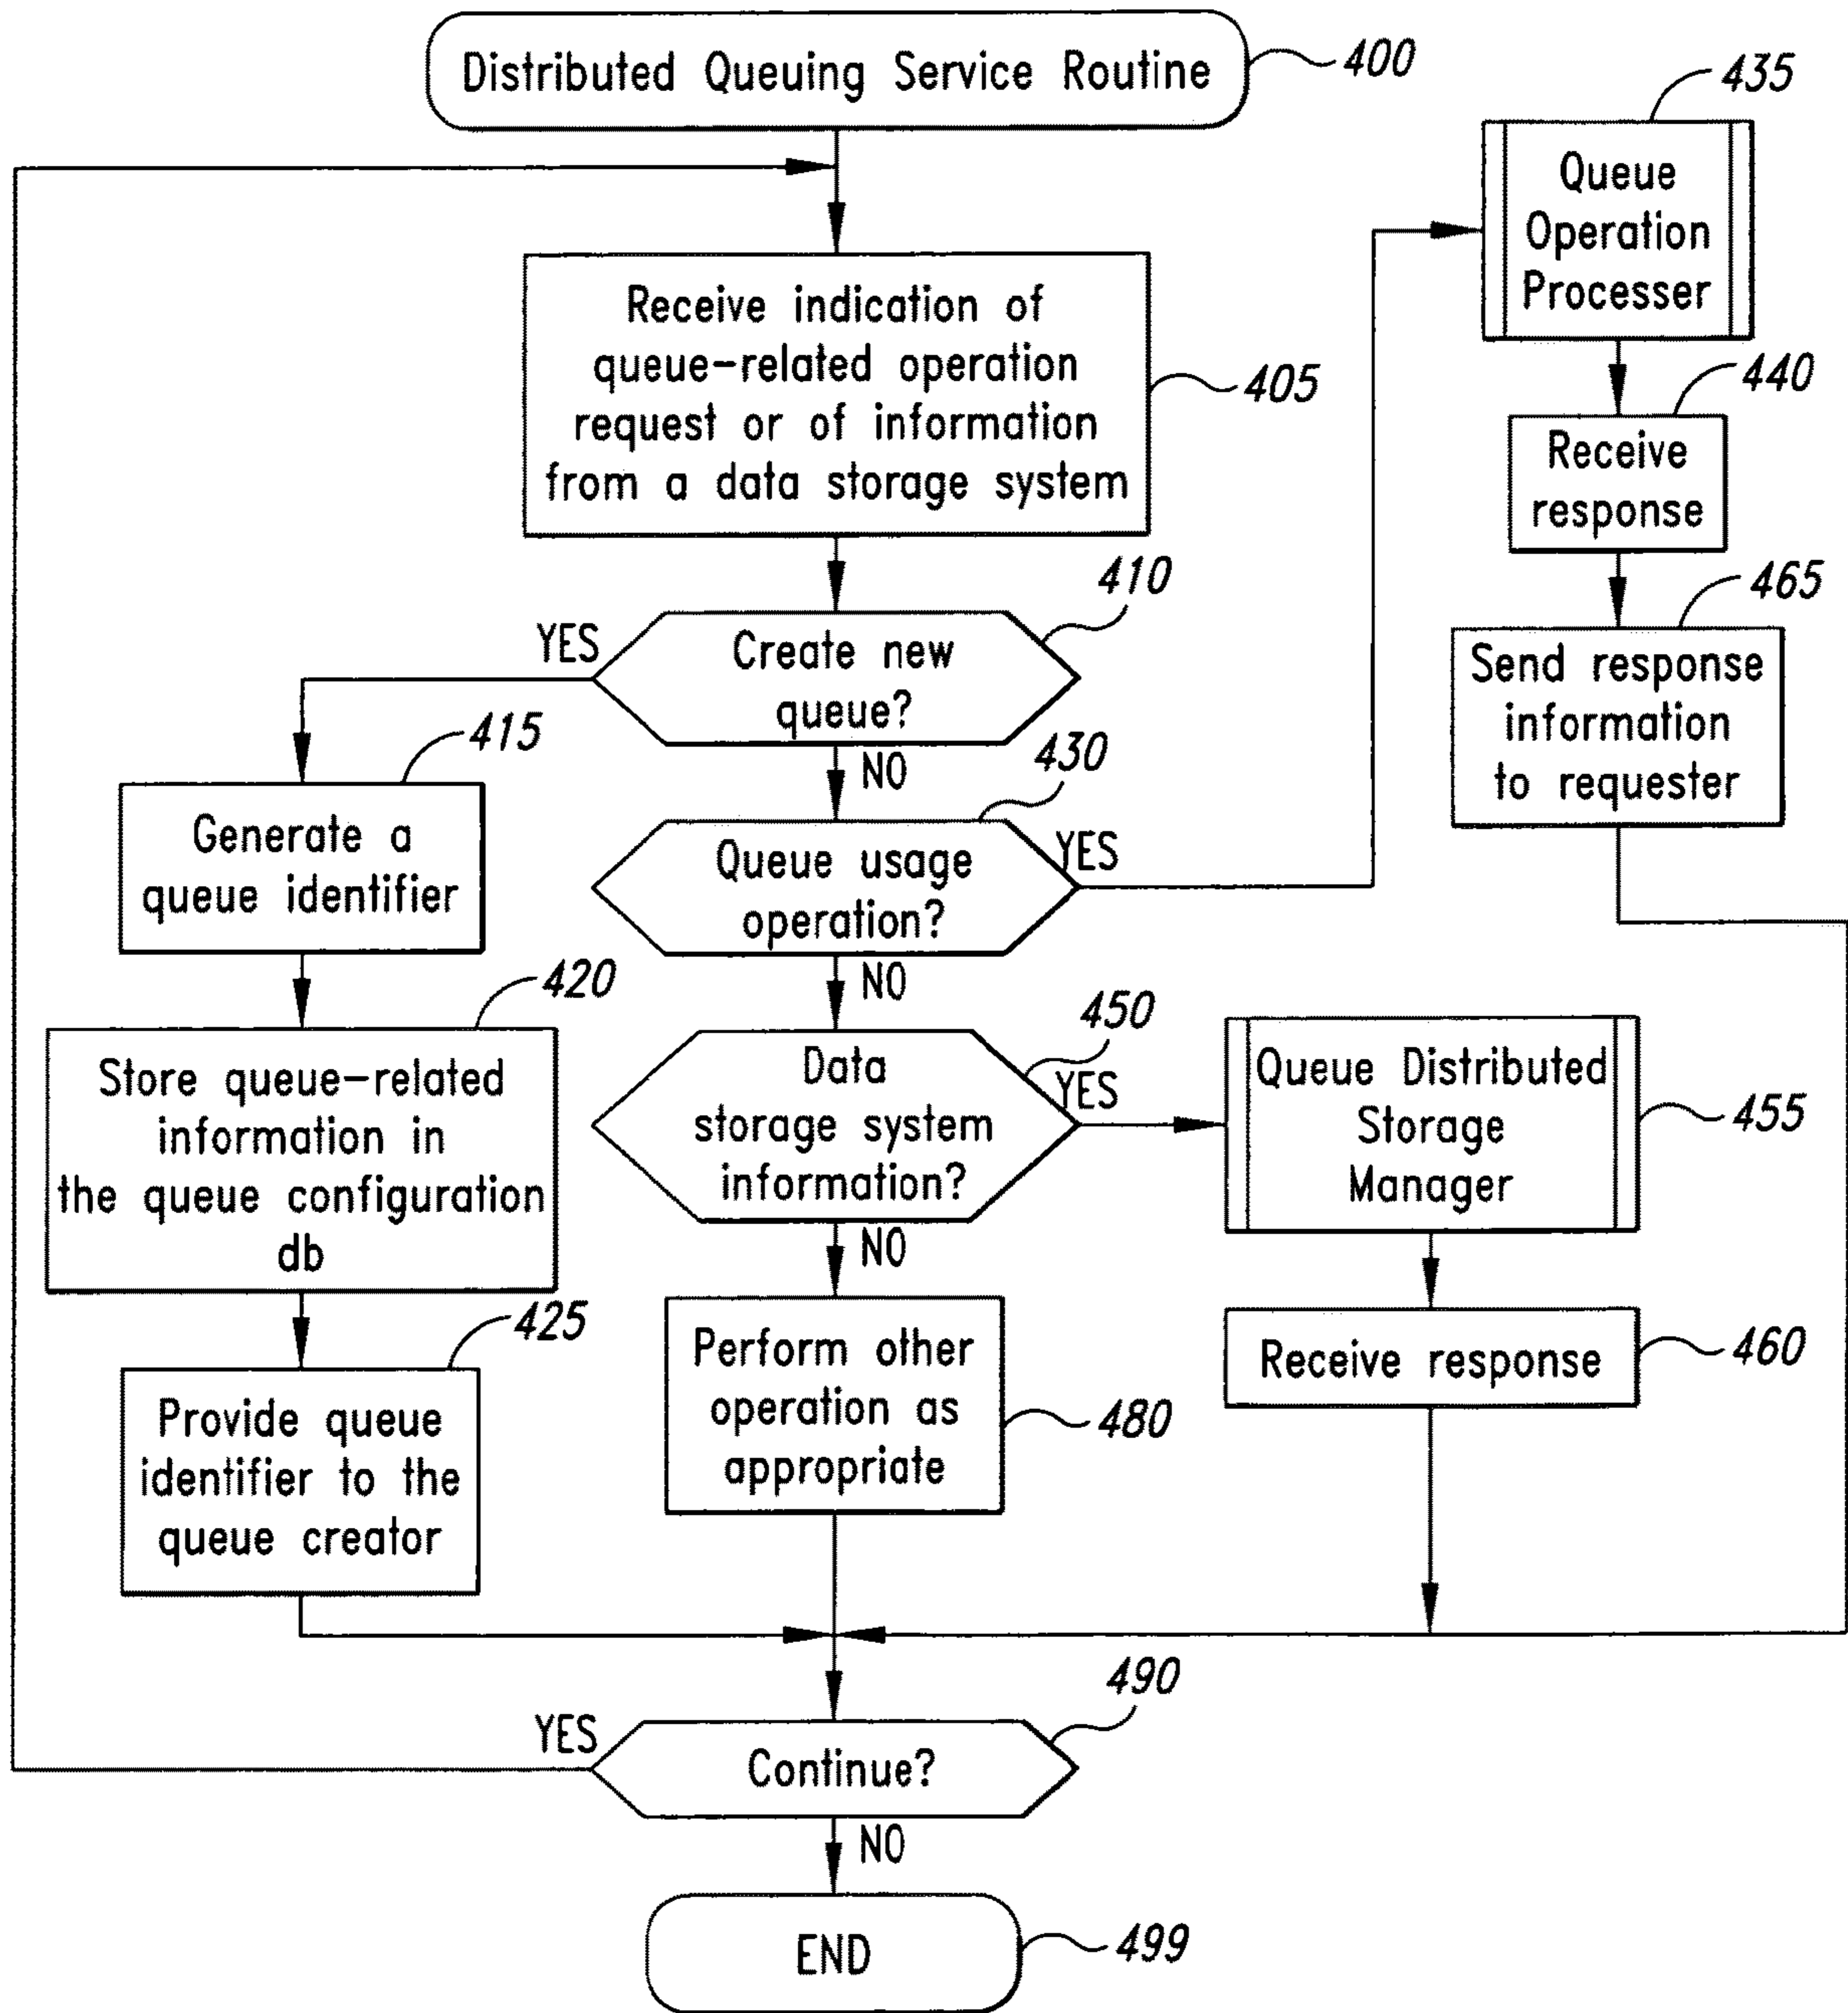 Distributed Queuing Service Routine
400
435
Queue
Operation
Processer
Receive indication of
queue-related operation
request or of information
from a data storage system
405
440
Receive
response
410
YES
Create new
queue?
NO
465
Send response
information
to requester
415
Generate a
queue identifier
430
Queue usage
operation?
YES
NO
420
Store queue-related
information in
the queue configuration
db
450
Data
storage system
information?
YES
NO
Queue Distributed
Storage
Manager
455
425
Provide queue
identifier to the
queue creator
Perform other
operation as
appropriate
480
Receive response
460
490
YES
Continue?
NO
END
499